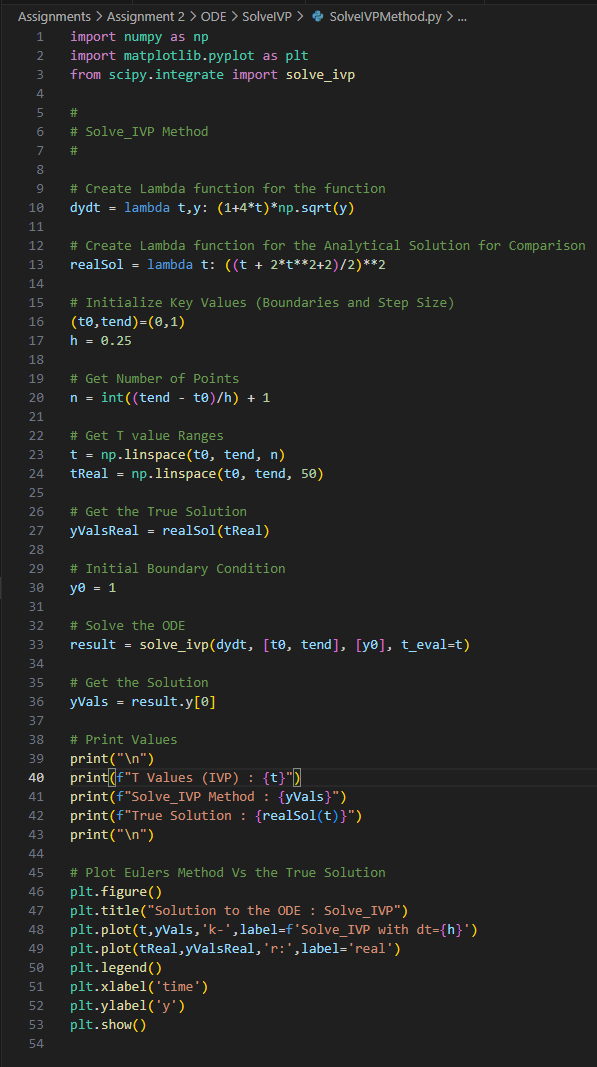 Assignments > Assignment 2 > ODE > SolveIVP > SolveIVPMethod.py > ...
1 import numpy as np
2 import matplotlib.pyplot as plt
3 from scipy.integrate import solve_ivp
4
5 #
6 # Solve_IVP Method
7 #
8
9 # Create Lambda function for the function
10 dydt = lambda t,y: (1+4*t)*np.sqrt(y)
11
12 # Create Lambda function for the Analytical Solution for Comparison
13 realSol = lambda t: ((t + 2*t**2+2)/2)**2
14
15 # Initialize Key Values (Boundaries and Step Size)
16 (t0,tend)=(0,1)
17 h = 0.25
18
19 # Get Number of Points
20 n = int((tend - t0)/h) + 1
21
22 # Get T value Ranges
23 t = np.linspace(t0, tend, n)
24 tReal = np.linspace(t0, tend, 50)
25
26 # Get the True Solution
27 yValsReal = realSol(tReal)
28
29 # Initial Boundary Condition
30 y0 = 1
31
32 # Solve the ODE
33 result = solve_ivp(dydt, [t0, tend], [y0], t_eval=t)
34
35 # Get the Solution
36 yVals = result.y[0]
37
38 # Print Values
39 print("\n")
40 print(f"T Values (IVP) : {t}")
41 print(f"Solve_IVP Method : {yVals}")
42 print(f"True Solution : {realSol(t)}")
43 print("\n")
44
45 # Plot Eulers Method Vs the True Solution
46 plt.figure()
47 plt.title("Solution to the ODE : Solve_IVP")
48 plt.plot(t,yVals,'k-',label=f'Solve_IVP with dt={h}')
49 plt.plot(tReal,yValsReal,'r:',label='real')
50 plt.legend()
51 plt.xlabel('time')
52 plt.ylabel('y')
53 plt.show()
54